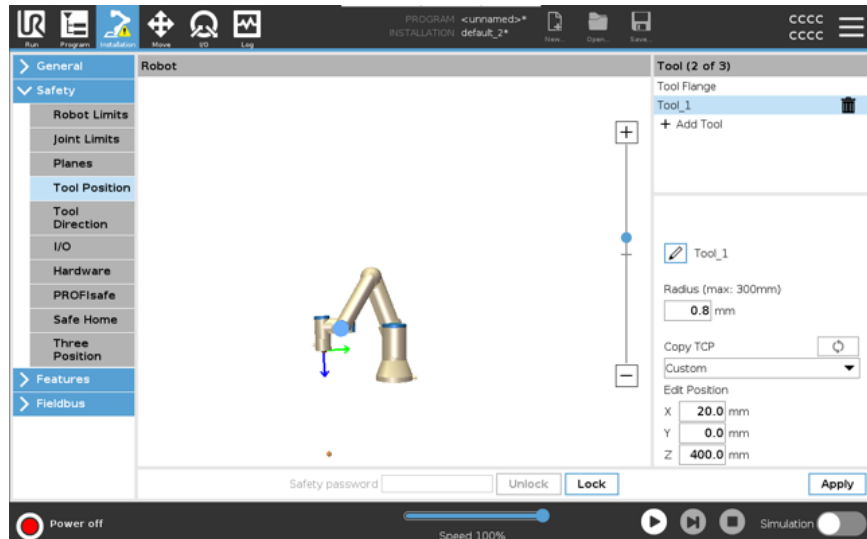 PROGRAM <unnamed>*
INSTALLATION default_2*
CCCC
CCCC
Run Program Installation Move I/O Log New... Open... Save...
General
Safety
Robot Limits
Joint Limits
Planes
Tool Position
Tool
Direction
I/O
Hardware
PROFIsafe
Safe Home
Three
Position
Features
Fieldbus
Robot
Tool (2 of 3)
Tool Flange
Tool_1
+ Add Tool
Tool_1
Radius (max: 300mm)
0.8 mm
Copy TCP
Custom
Edit Position
X 20.0 mm
Y 0.0 mm
Z 400.0 mm
Safety password Unlock Lock Apply
Power off
Speed 100%
Simulation